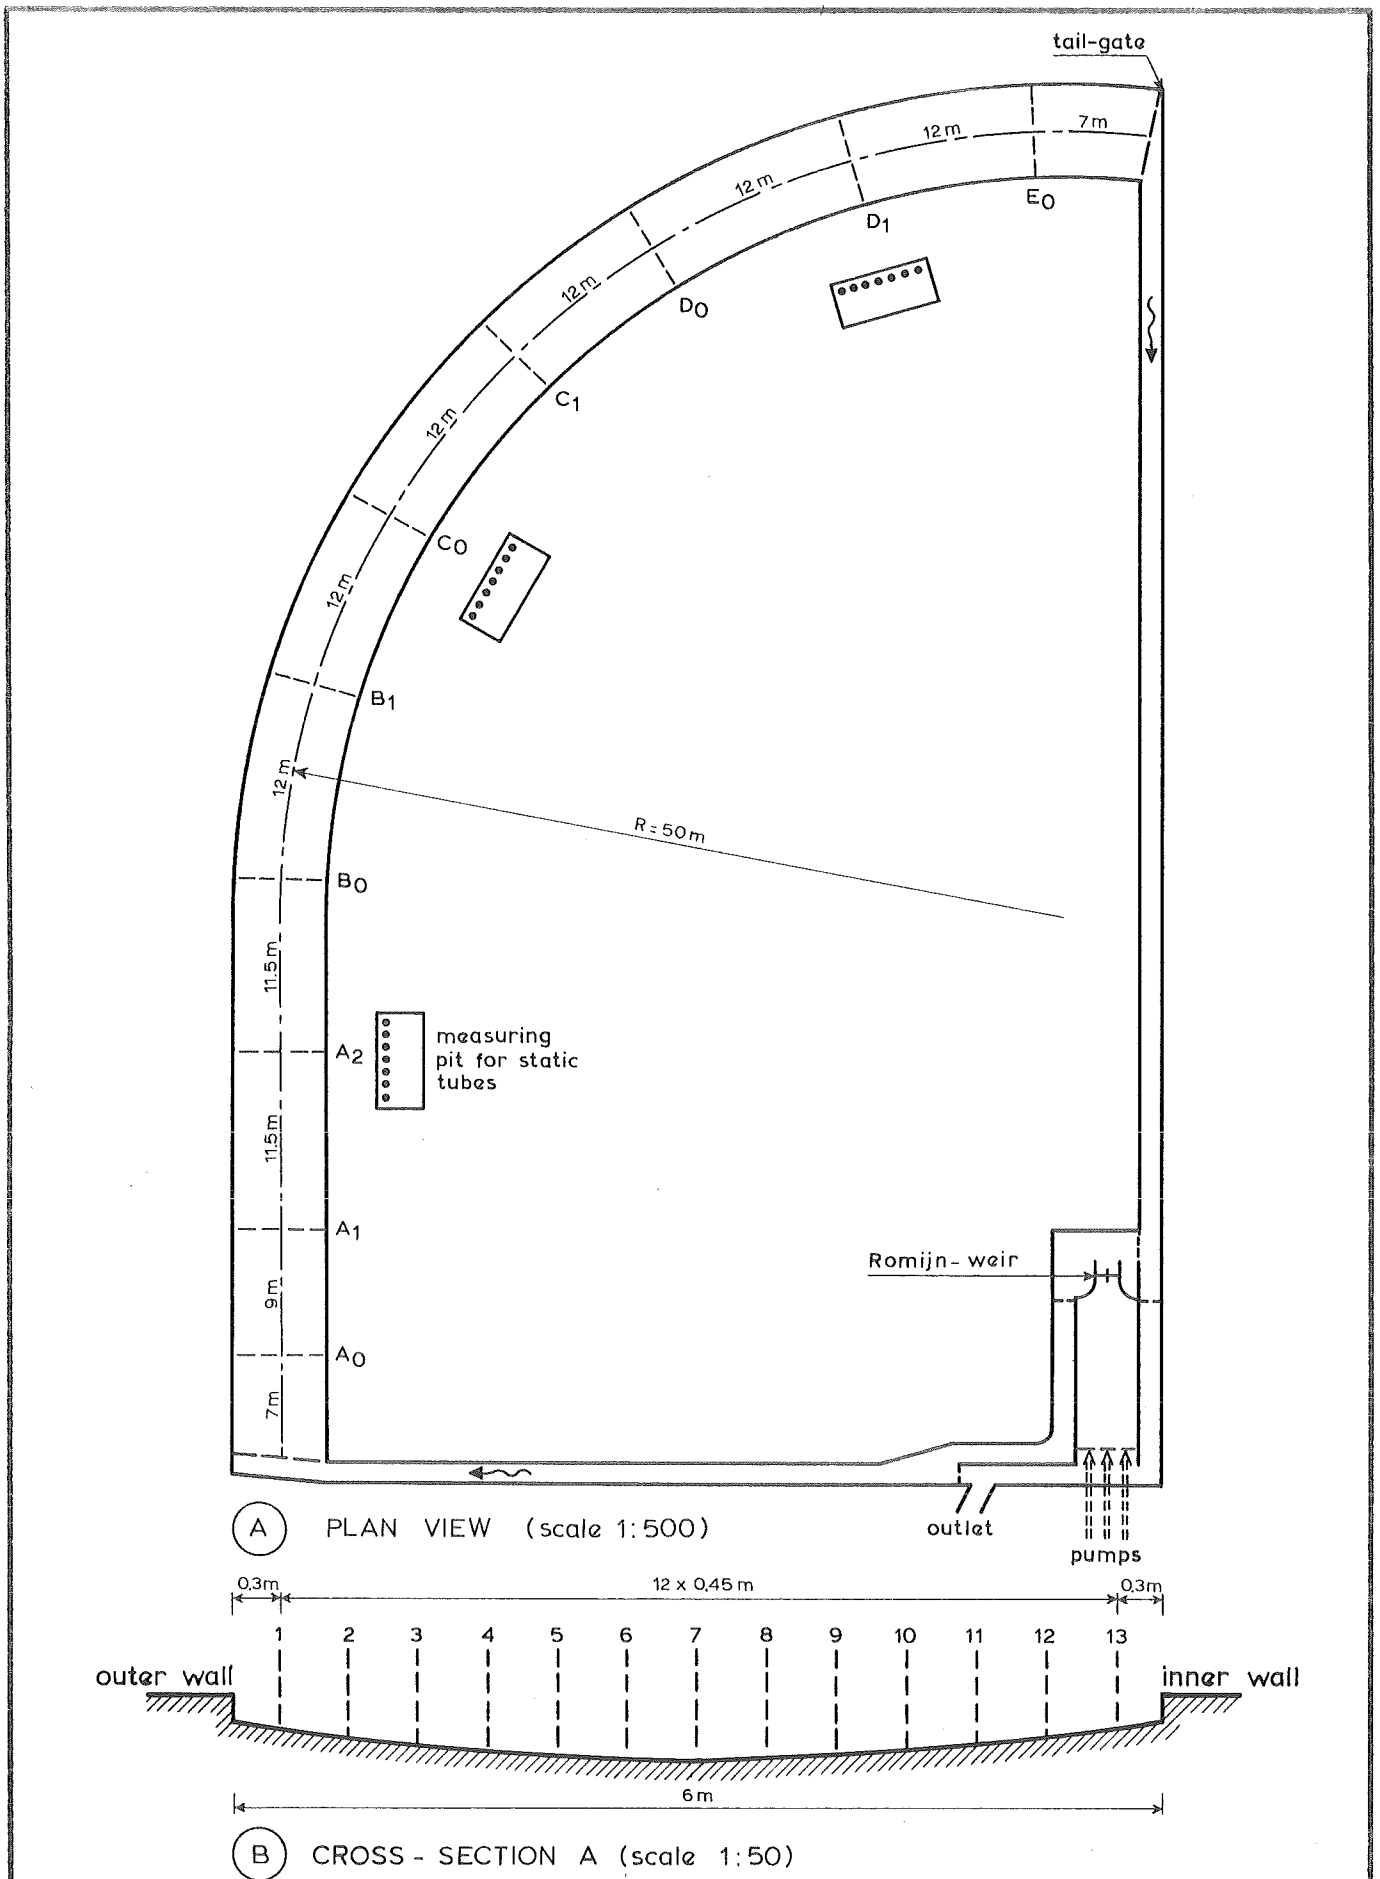 tail-gate
7m
12m
E0
12m
D1
12m
D0
12m
C1
12m
C0
12m
B1
12m
R = 50m
B0
11.5m
A2
measuring
pit for static
tubes
11.5m
A1
Romijn-weir
9m
A0
7m
A PLAN VIEW (scale 1:500)
outlet
pumps
0.3m 12 x 0.45 m 0.3m
1 2 3 4 5 6 7 8 9 10 11 12 13
outer wall inner wall
6m
B CROSS - SECTION A (scale 1:50)